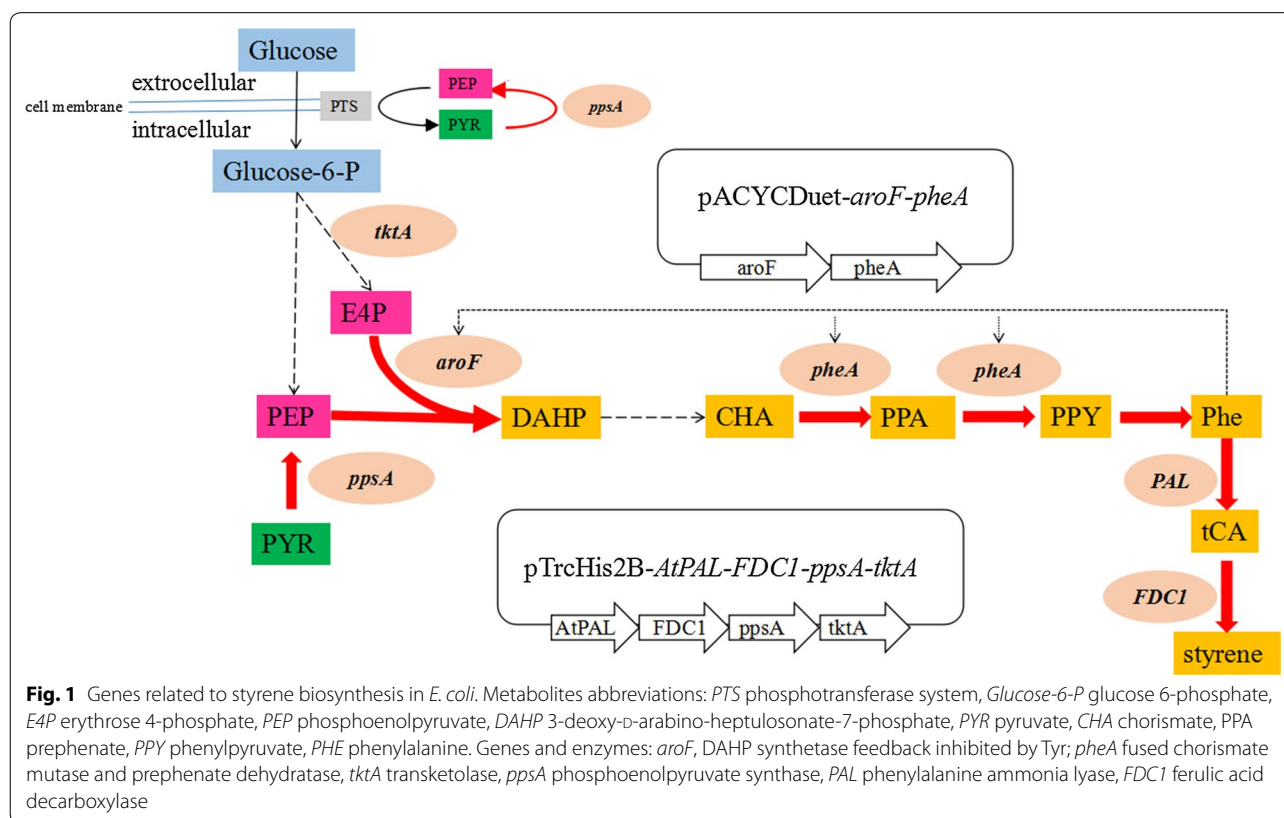 Glucose
extrocellular
cell membrane
PTS
PEP
PYR
ppsA
intracellular
Glucose-6-P
tktA
pACYCDuet-aroF-pheA
aroF
pheA
E4P
aroF
pheA
pheA
PEP
DAHP
CHA
PPA
PPY
Phe
ppsA
PAL
PYR
tCA
pTrcHis2B-AtPAL-FDC1-ppsA-tktA
AtPAL
FDC1
ppsA
tktA
FDC1
styrene
Fig. 1 Genes related to styrene biosynthesis in E. coli. Metabolites abbreviations: PTS phosphotransferase system, Glucose-6-P glucose 6-phosphate,
E4P erythrose 4-phosphate, PEP phosphoenolpyruvate, DAHP 3-deoxy-D-arabino-heptulosonate-7-phosphate, PYR pyruvate, CHA chorismate, PPA
prephenate, PPY phenylpyruvate, PHE phenylalanine. Genes and enzymes: aroF, DAHP synthetase feedback inhibited by Tyr; pheA fused chorismate
mutase and prephenate dehydratase, tktA transketolase, ppsA phosphoenolpyruvate synthase, PAL phenylalanine ammonia lyase, FDC1 ferulic acid
decarboxylase